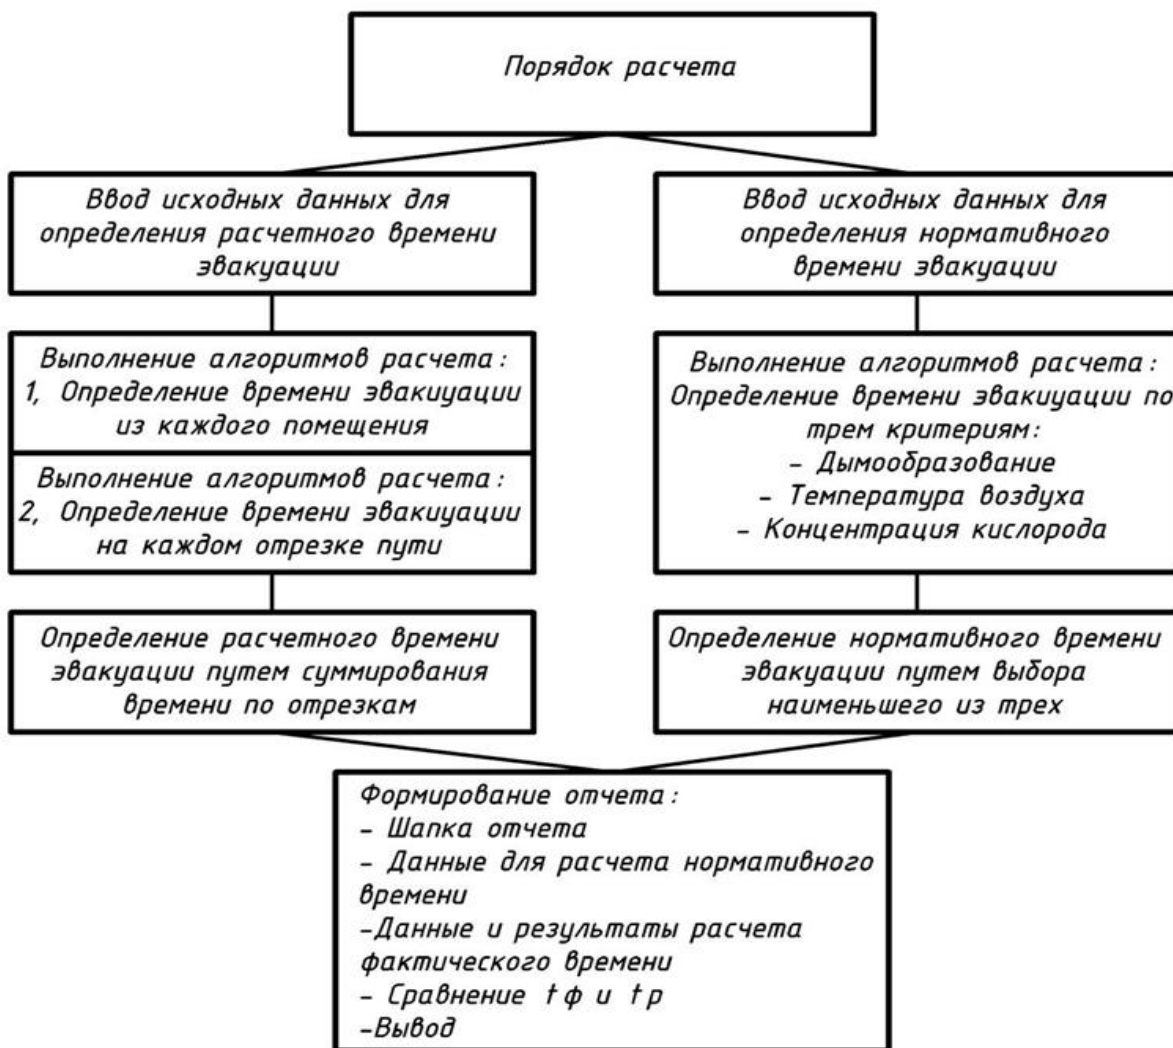 Порядок расчета
Ввод исходных данных для
определения расчетного времени
эвакуации
Ввод исходных данных для
определения нормативного
времени эвакуации
Выполнение алгоритмов расчета:
1, Определение времени эвакиуации
из каждого помещения
Выполнение алгоритмов расчета:
2, Определение времени эвакиуации
на каждом отрезке пути
Выполнение алгоритмов расчета:
Определение времени эвакиуации по
трем критериям:
- Дымообразование
- Температура воздуха
- Концентрация кислорода
Определение расчетного времени
эвакуации путем суммирования
времени по отрезкам
Определение нормативного времени
эвакуации путем выбора
наименьшего из трех
Формирование отчета:
- Шапка отчета
- Данные для расчета нормативного
времени
-Данные и результаты расчета
фактического времени
- Сравнение tф и tр
-Вывод